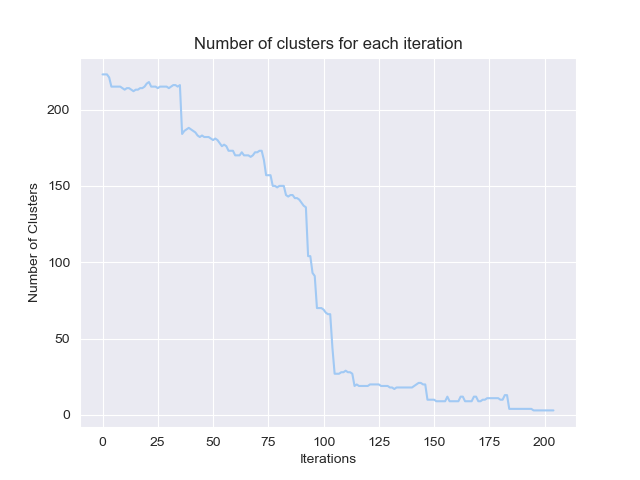 Number of clusters for each iteration
200
150
100
50
0
Number of Clusters
0 25 50 75 100 125 150 175 200
Iterations